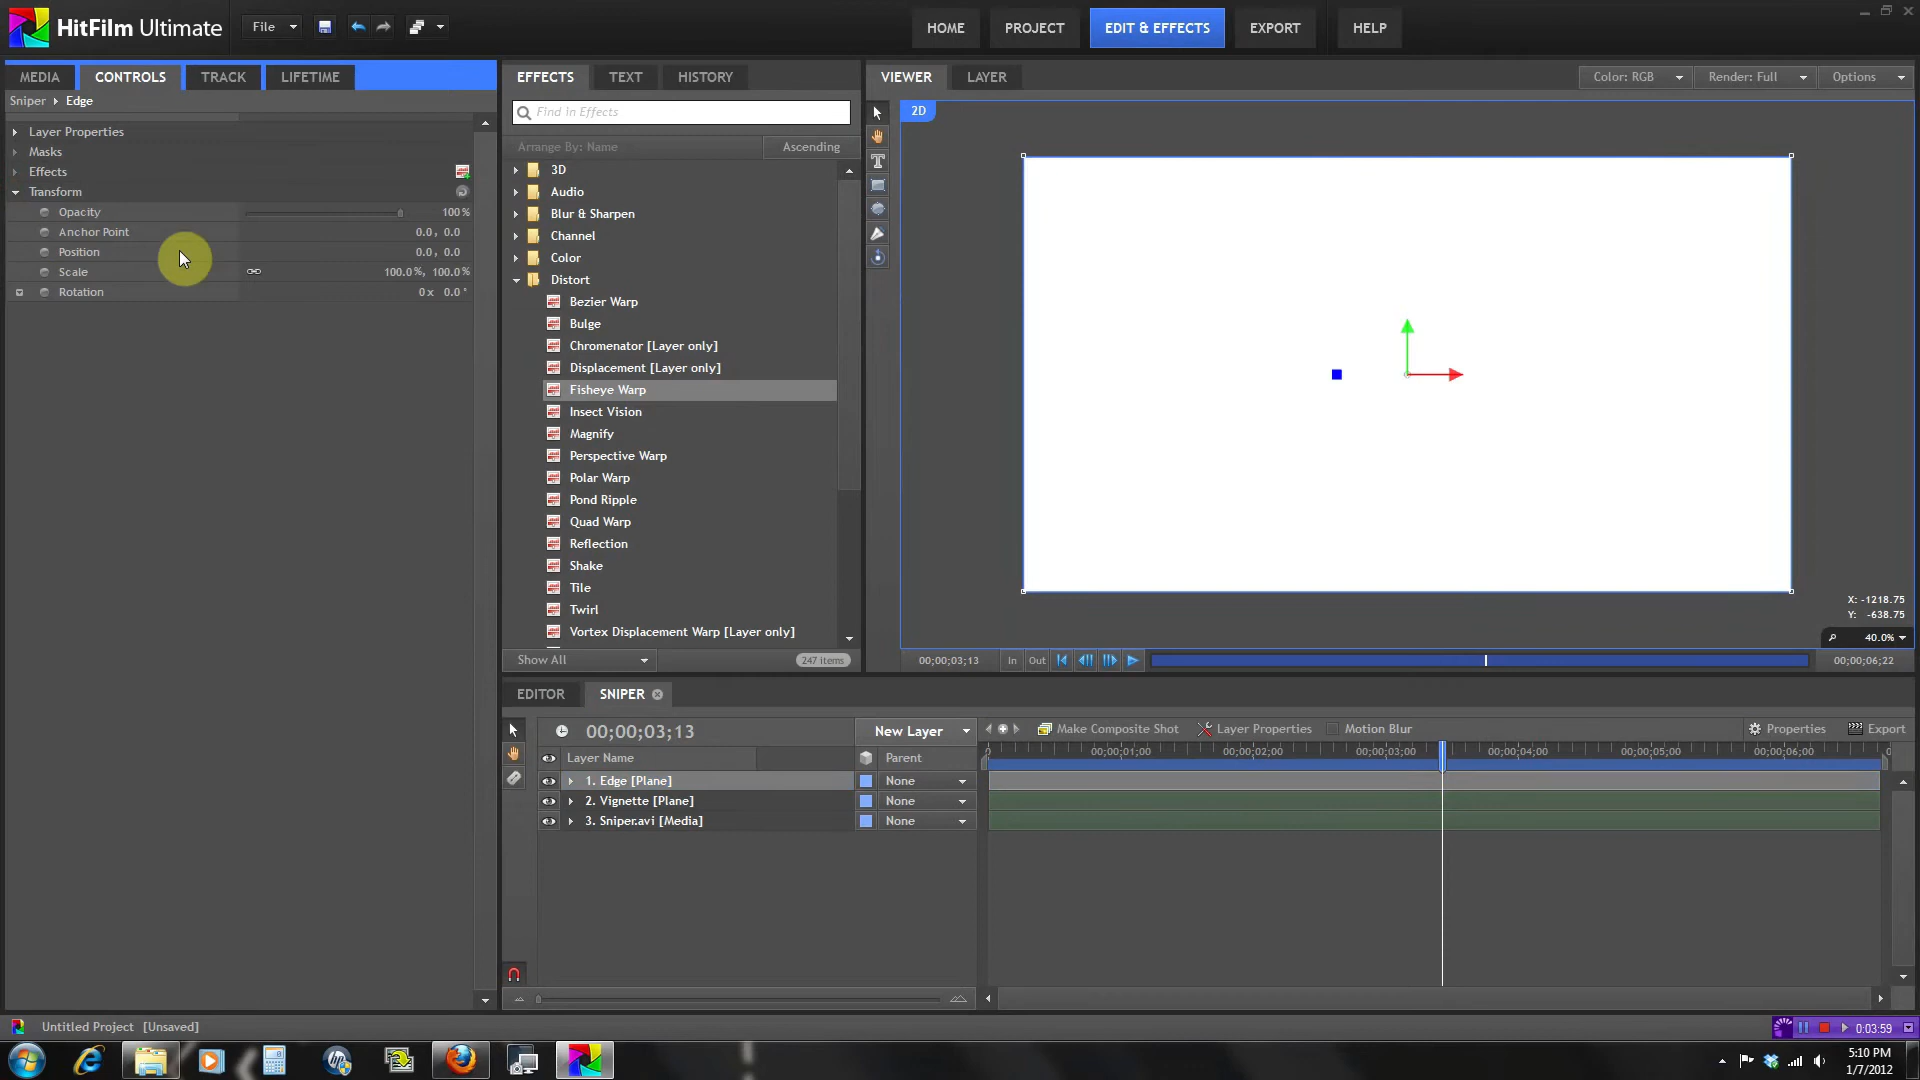 HitFilm Ultimate
File
HOME
PROJECT
EDIT & EFFECTS
EXPORT
HELP
MEDIA
CONTROLS
TRACK
LIFETIME
Sniper
Edge
Layer Properties
Masks
Effects
Transform
Opacity
100%
Anchor Point
0.0, 0.0
Position
0.0, 0.0
Scale
100.0%, 100.0%
Rotation
0x 0.0°
EFFECTS
TEXT
HISTORY
Find in Effects
Arrange By: Name
Ascending
3D
Audio
Blur & Sharpen
Channel
Color
Distort
Bezier Warp
Bulge
Chromenator [Layer only]
Displacement [Layer only]
Fisheye Warp
Insect Vision
Magnify
Perspective Warp
Polar Warp
Pond Ripple
Quad Warp
Reflection
Shake
Tile
Twirl
Vortex Displacement Warp [Layer only]
Show All
247 items
VIEWER
LAYER
Color: RGB
Render: Full
Options
2D
X: -1218.75
Y: -638.75
40.0%
00;00;03;13
In
Out
00;00;06;22
EDITOR
SNIPER
00;00;03;13
New Layer
Make Composite Shot
Layer Properties
Motion Blur
Properties
Export
Layer Name
Parent
0
00;00;01;00
00;00;02;00
00;00;03;00
00;00;04;00
00;00;05;00
00;00;06;00
1. Edge [Plane]
None
2. Vignette [Plane]
None
3. Sniper.avi [Media]
None
Untitled Project [Unsaved]
0:03:59
5:10 PM
1/7/2012